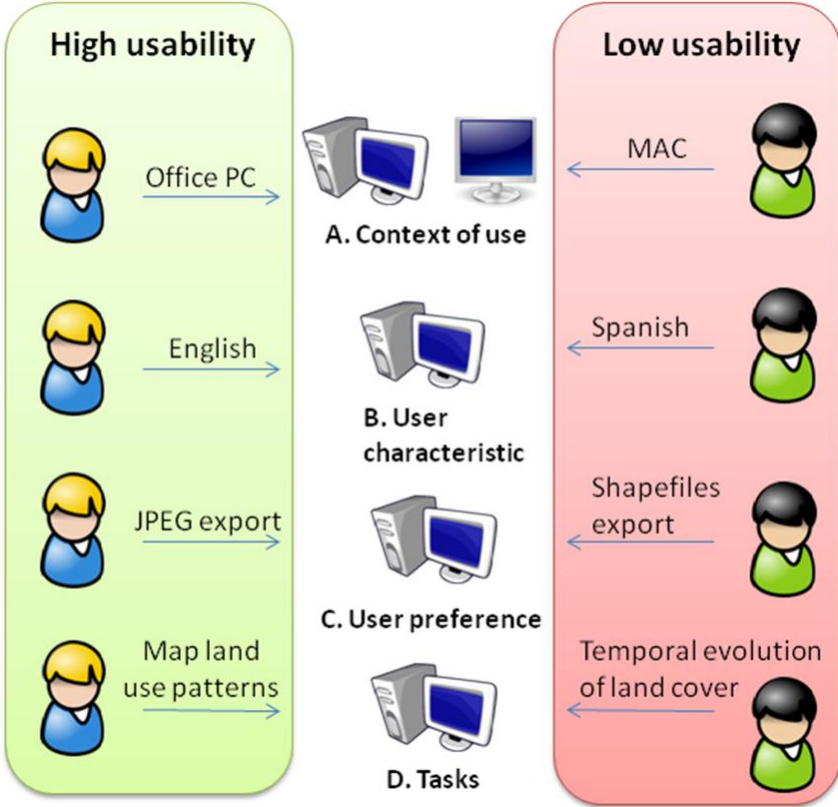 High usability
Low usability
Office PC
MAC
A. Context of use
English
Spanish
B. User
characteristic
JPEG export
Shapefiles
export
C. User preference
Map land
use patterns
Temporal evolution
of land cover
D. Tasks